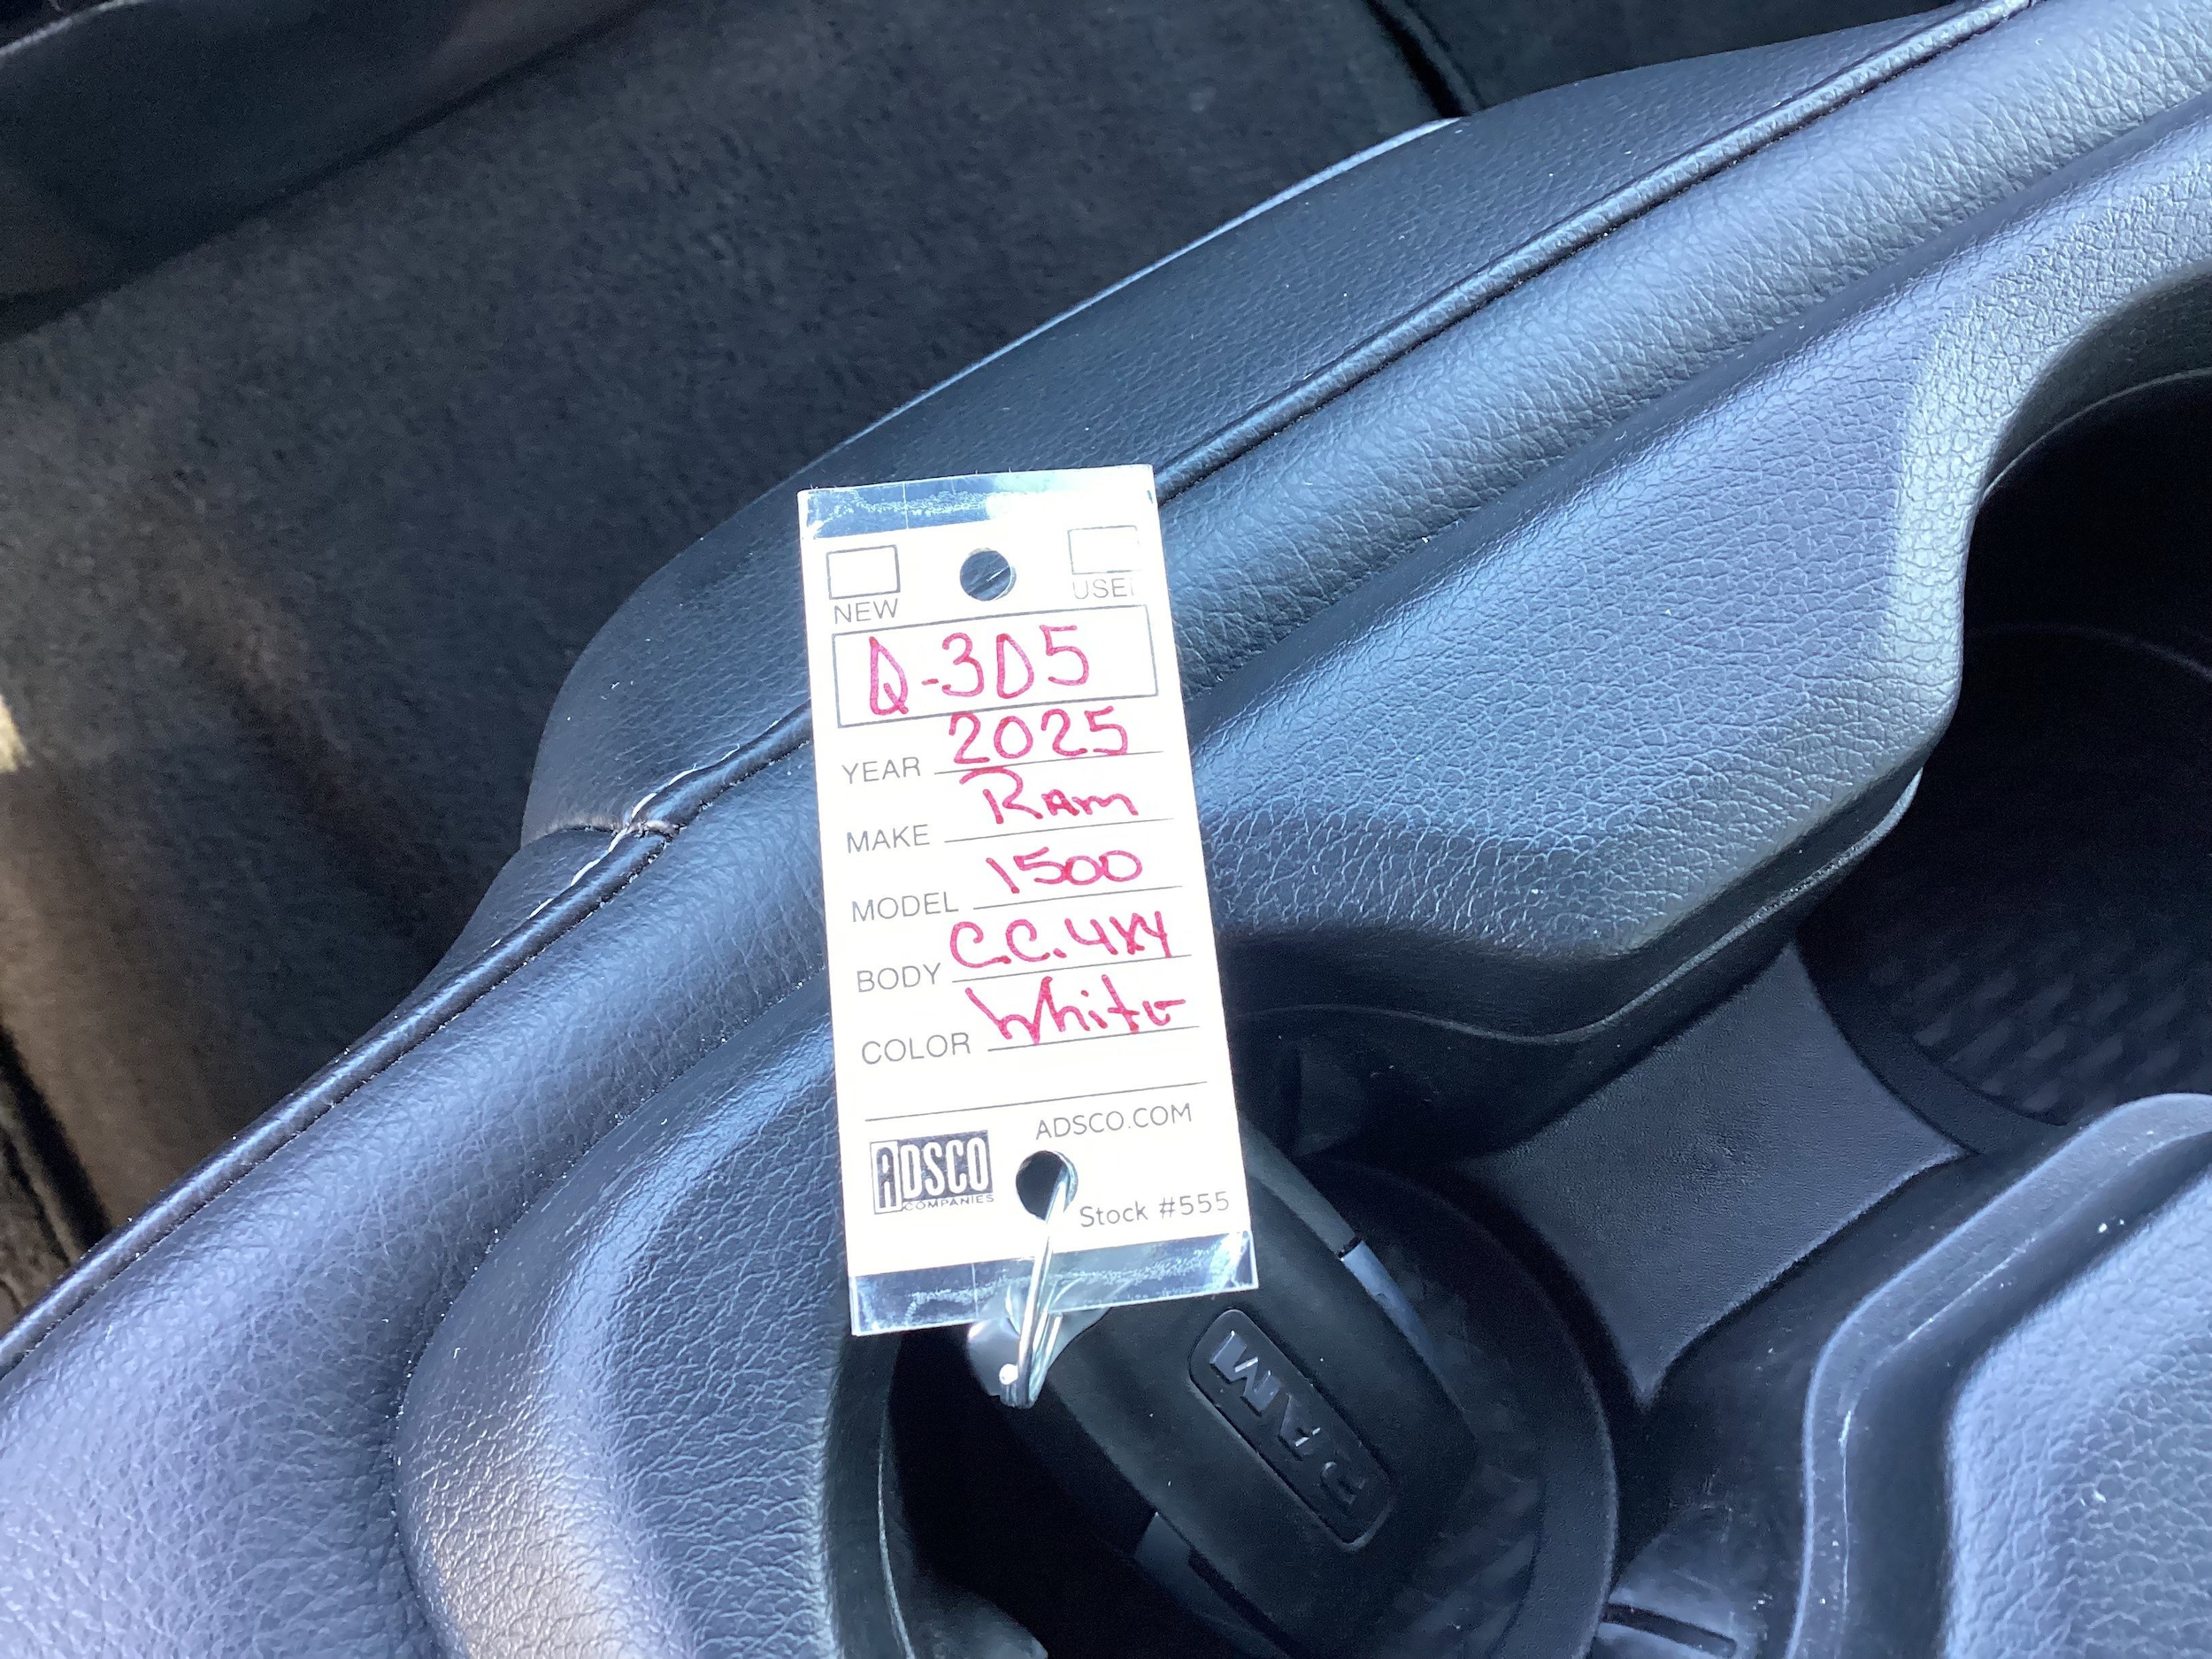 NEW USED
Q-305
YEAR 2025
MAKE Ram
MODEL 1500
BODY C.C. 4x4
COLOR White
ADSCO.COM
ADSCO
COMPANIES
Stock #555
RAM